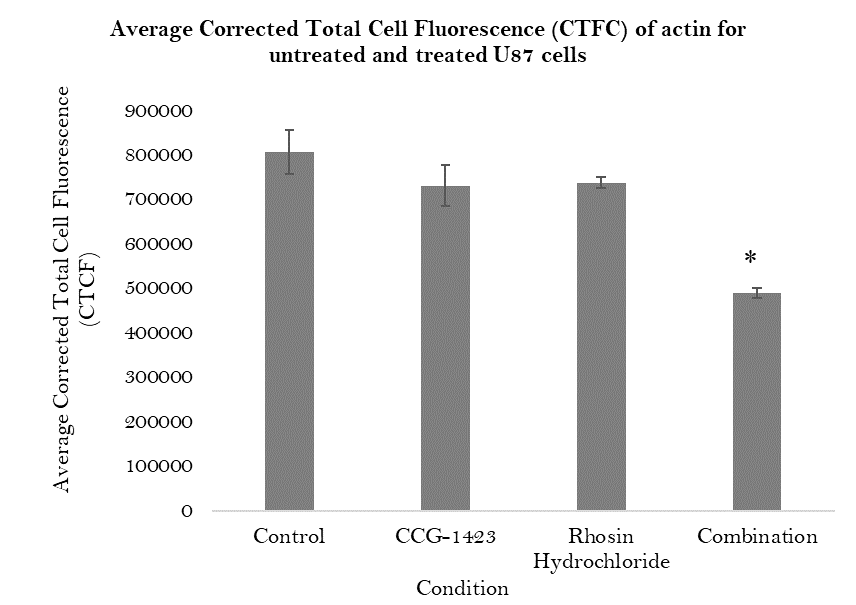 Average Corrected Total Cell Fluorescence (CTFC) of actin for
untreated and treated U87 cells
Average Corrected Total Cell Fluorescence
(CTCF)
900000
800000
700000
600000
500000
400000
300000
200000
100000
0
*
Control
CCG-1423
Rhosin
Hydrochloride
Combination
Condition